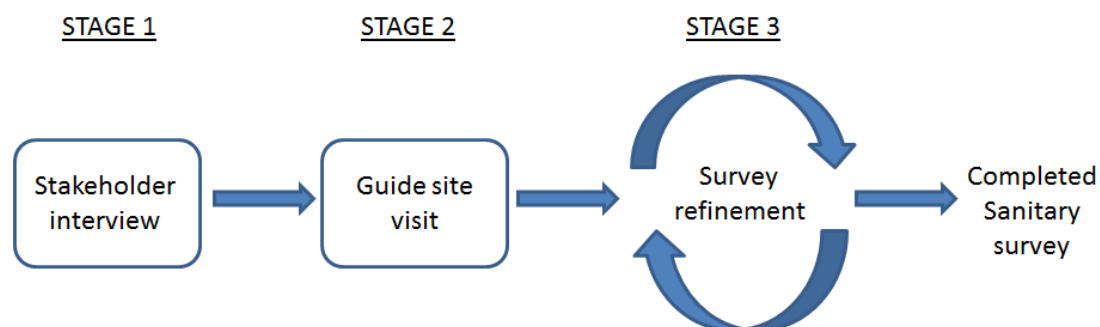 STAGE 1
STAGE 2
STAGE 3
Stakeholder
interview
Guide site
visit
Survey
refinement
Completed
Sanitary
survey